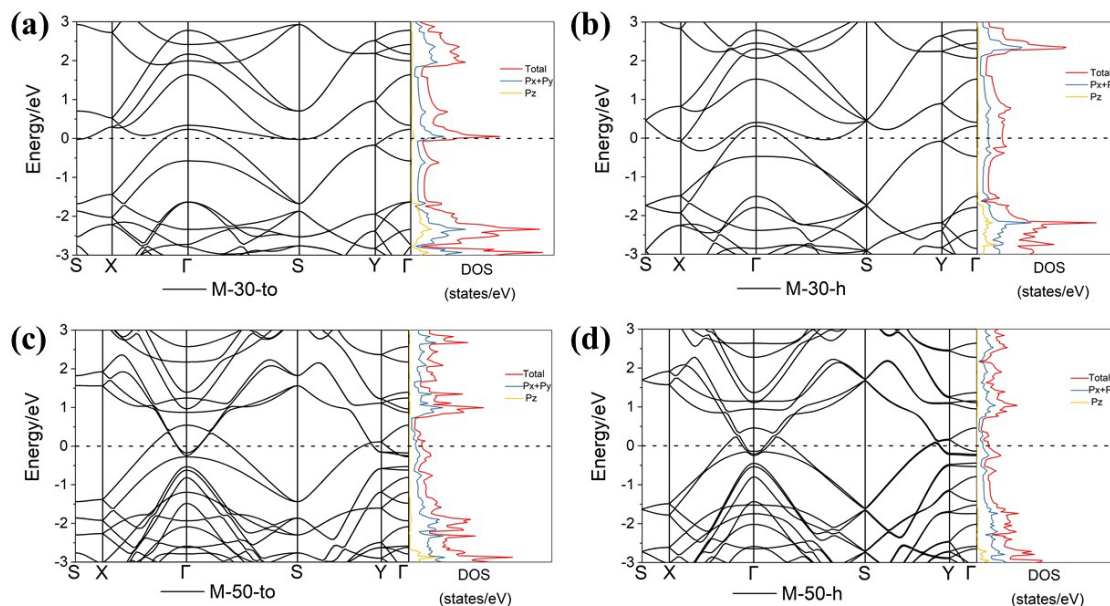 (a)
3
2
1
0
-1
-2
-3
Energy/eV
Total
Px+Py
Pz
S X Γ S Y Γ
DOS
(states/eV)
M-30-to
(b)
3
2
1
0
-1
-2
-3
Energy/eV
Total
Px+P
Pz
S X Γ S Y Γ
DOS
(states/eV)
M-30-h
(c)
3
2
1
0
-1
-2
-3
Energy/eV
Total
Px+Py
Pz
S X Γ S Y Γ
DOS
(states/eV)
M-50-to
(d)
3
2
1
0
-1
-2
-3
Energy/eV
Total
Px+P
Pz
S X Γ S Y Γ
DOS
(states/eV)
M-50-h